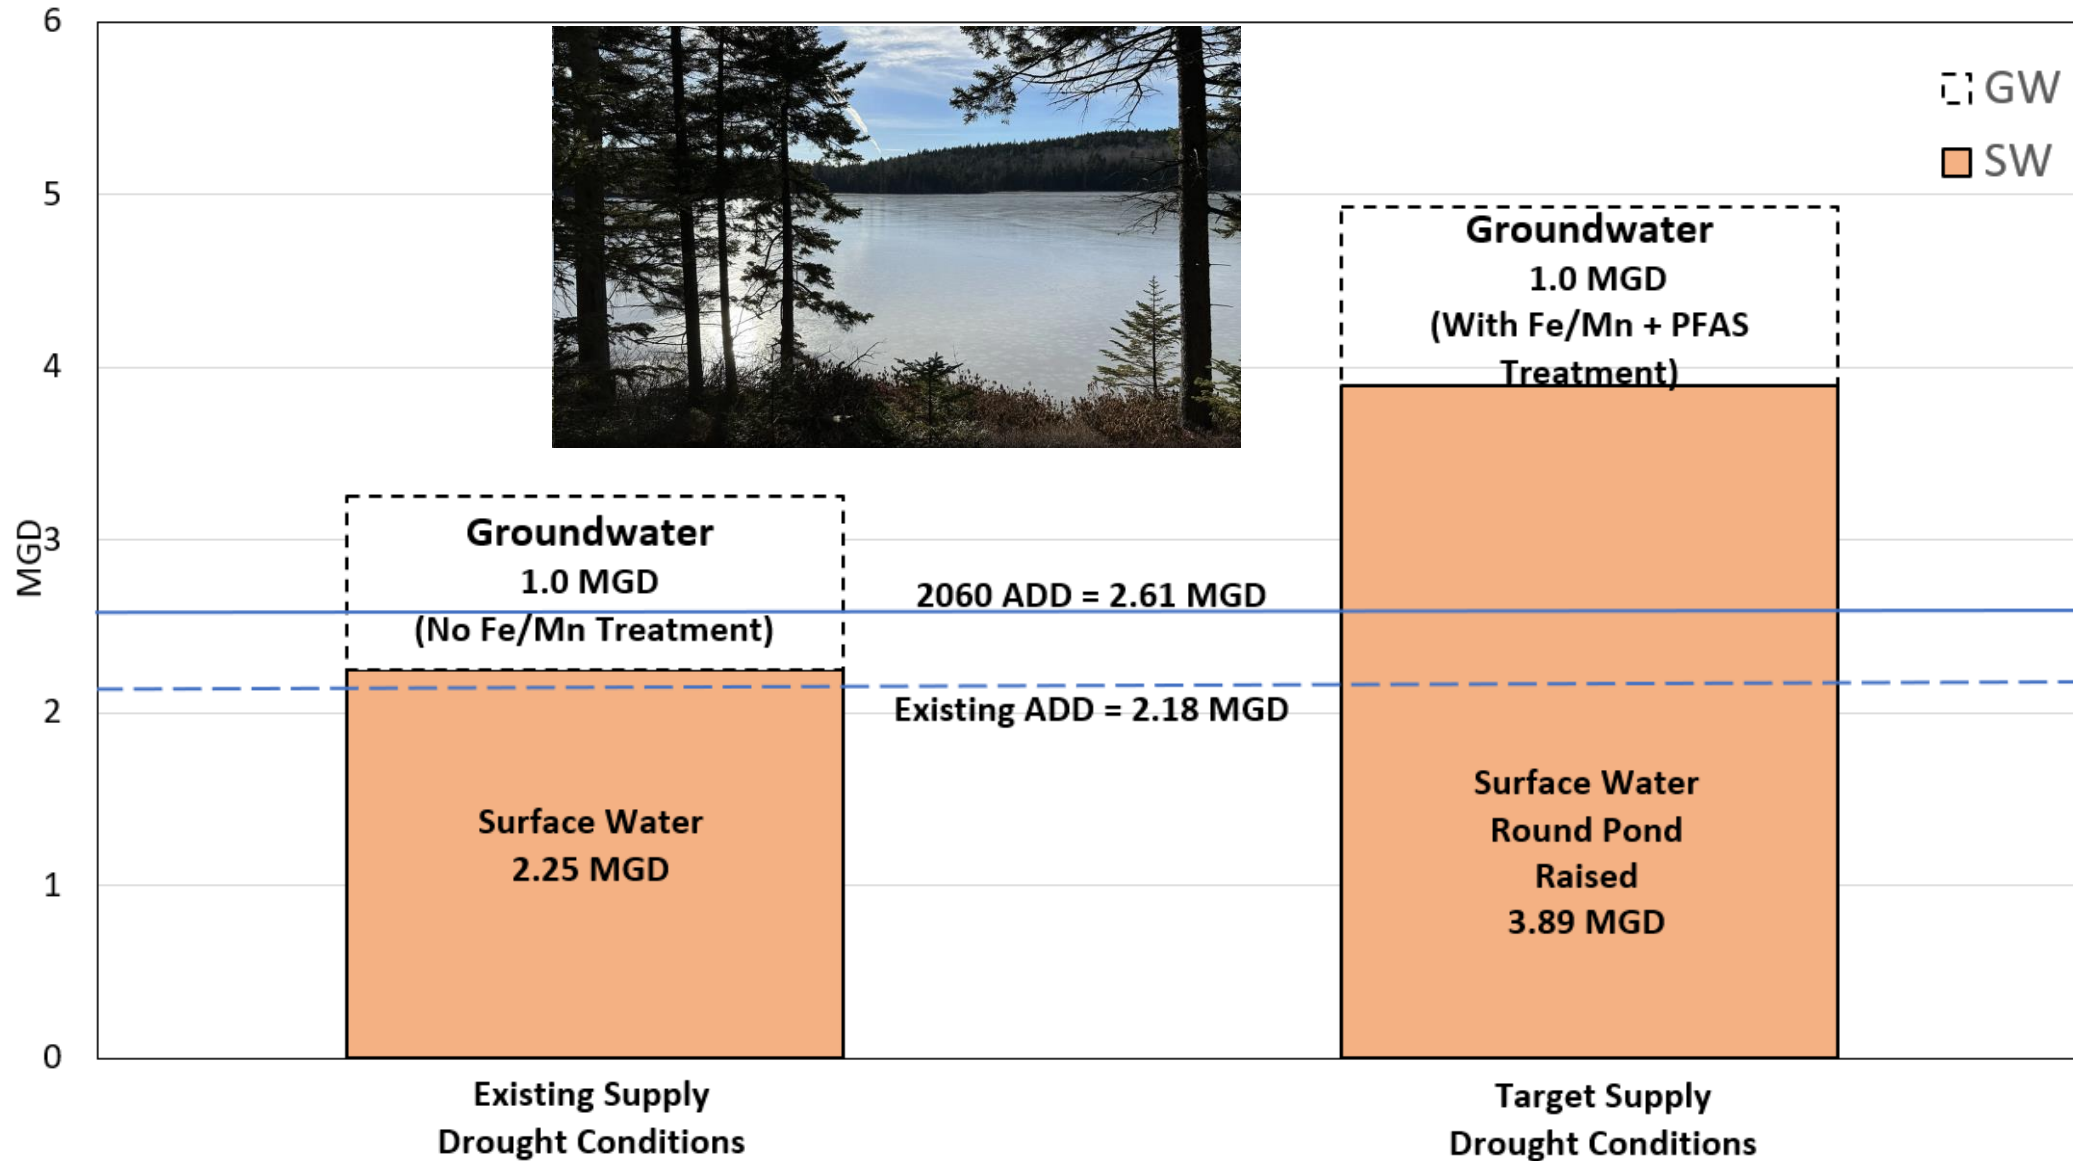 6
5
4
3
2
1
0
MGD
GW
SW
Groundwater
1.0 MGD
(With Fe/Mn + PFAS
Treatment)
Groundwater
1.0 MGD
(No Fe/Mn Treatment)
2060 ADD = 2.61 MGD
Existing ADD = 2.18 MGD
Surface Water
2.25 MGD
Surface Water
Round Pond
Raised
3.89 MGD
Existing Supply
Drought Conditions
Target Supply
Drought Conditions